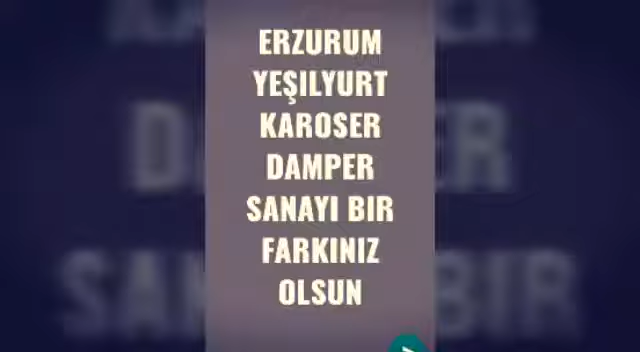 ERZURUM
YEŞILYURT
KAROSER
DAMPER
SANAYI BIR
FARKINIZ
OLSUN